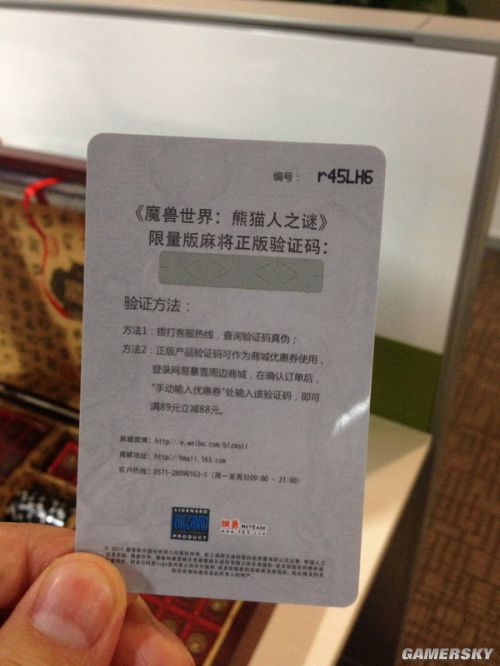 编号： r45LH6
《魔兽世界：熊猫人之谜》
限量版麻将正版验证码：
验证方法：
方法1：拨打客服热线，查询验证码真伪；
方法2：正版产品验证码可作为商城优惠券使用，
登录网易暴雪周边商城，在确认订单后，
"手动输入优惠券"处输入该验证码，即可
满89元立减88元。
商城微博：http://e.weibo.com/blzmall
商城地址：http://bmall.163.com
客户热线：0571-28090163-5（周一至周日09:00 - 21:00）
LICENSED
BLIZZARD
PRODUCT
網易 NETEASE
www.163.com
GAMERSKY